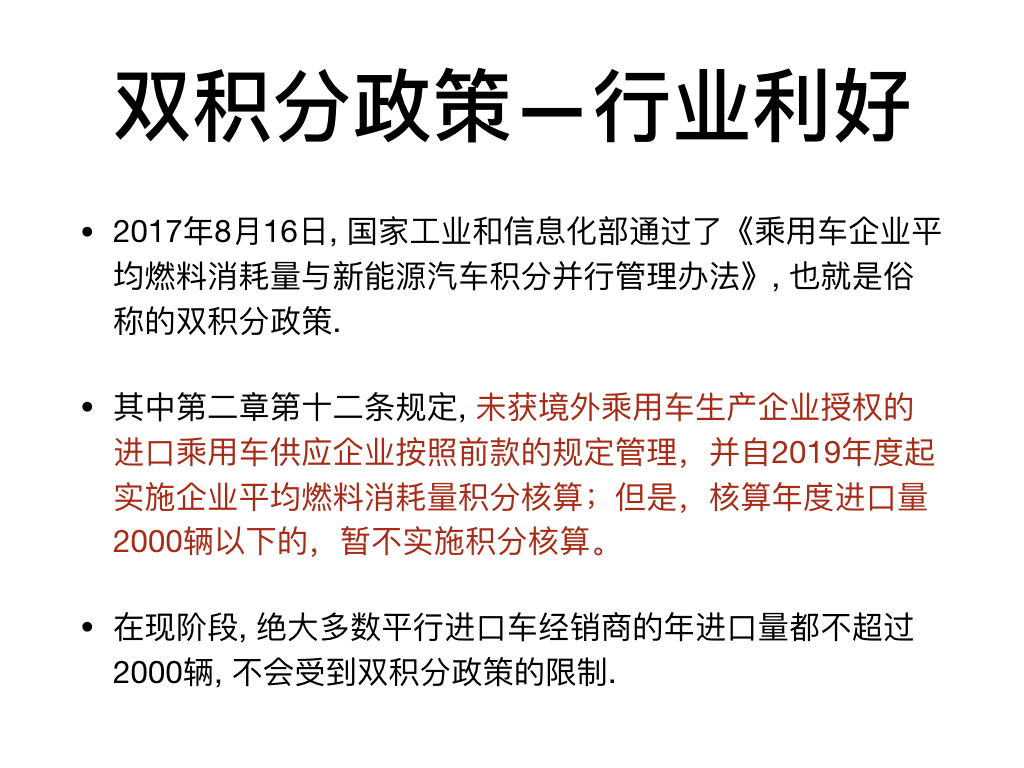 双积分政策—行业利好
• 2017年8月16日, 国家工业和信息化部通过了《乘用车企业平
均燃料消耗量与新能源汽车积分并行管理办法》, 也就是俗
称的双积分政策.
• 其中第二章第十二条规定, 未获境外乘用车生产企业授权的
进口乘用车供应企业按照前款的规定管理，并自2019年度起
实施企业平均燃料消耗量积分核算；但是，核算年度进口量
2000辆以下的，暂不实施积分核算。
• 在现阶段, 绝大多数平行进口车经销商的年进口量都不超过
2000辆, 不会受到双积分政策的限制.